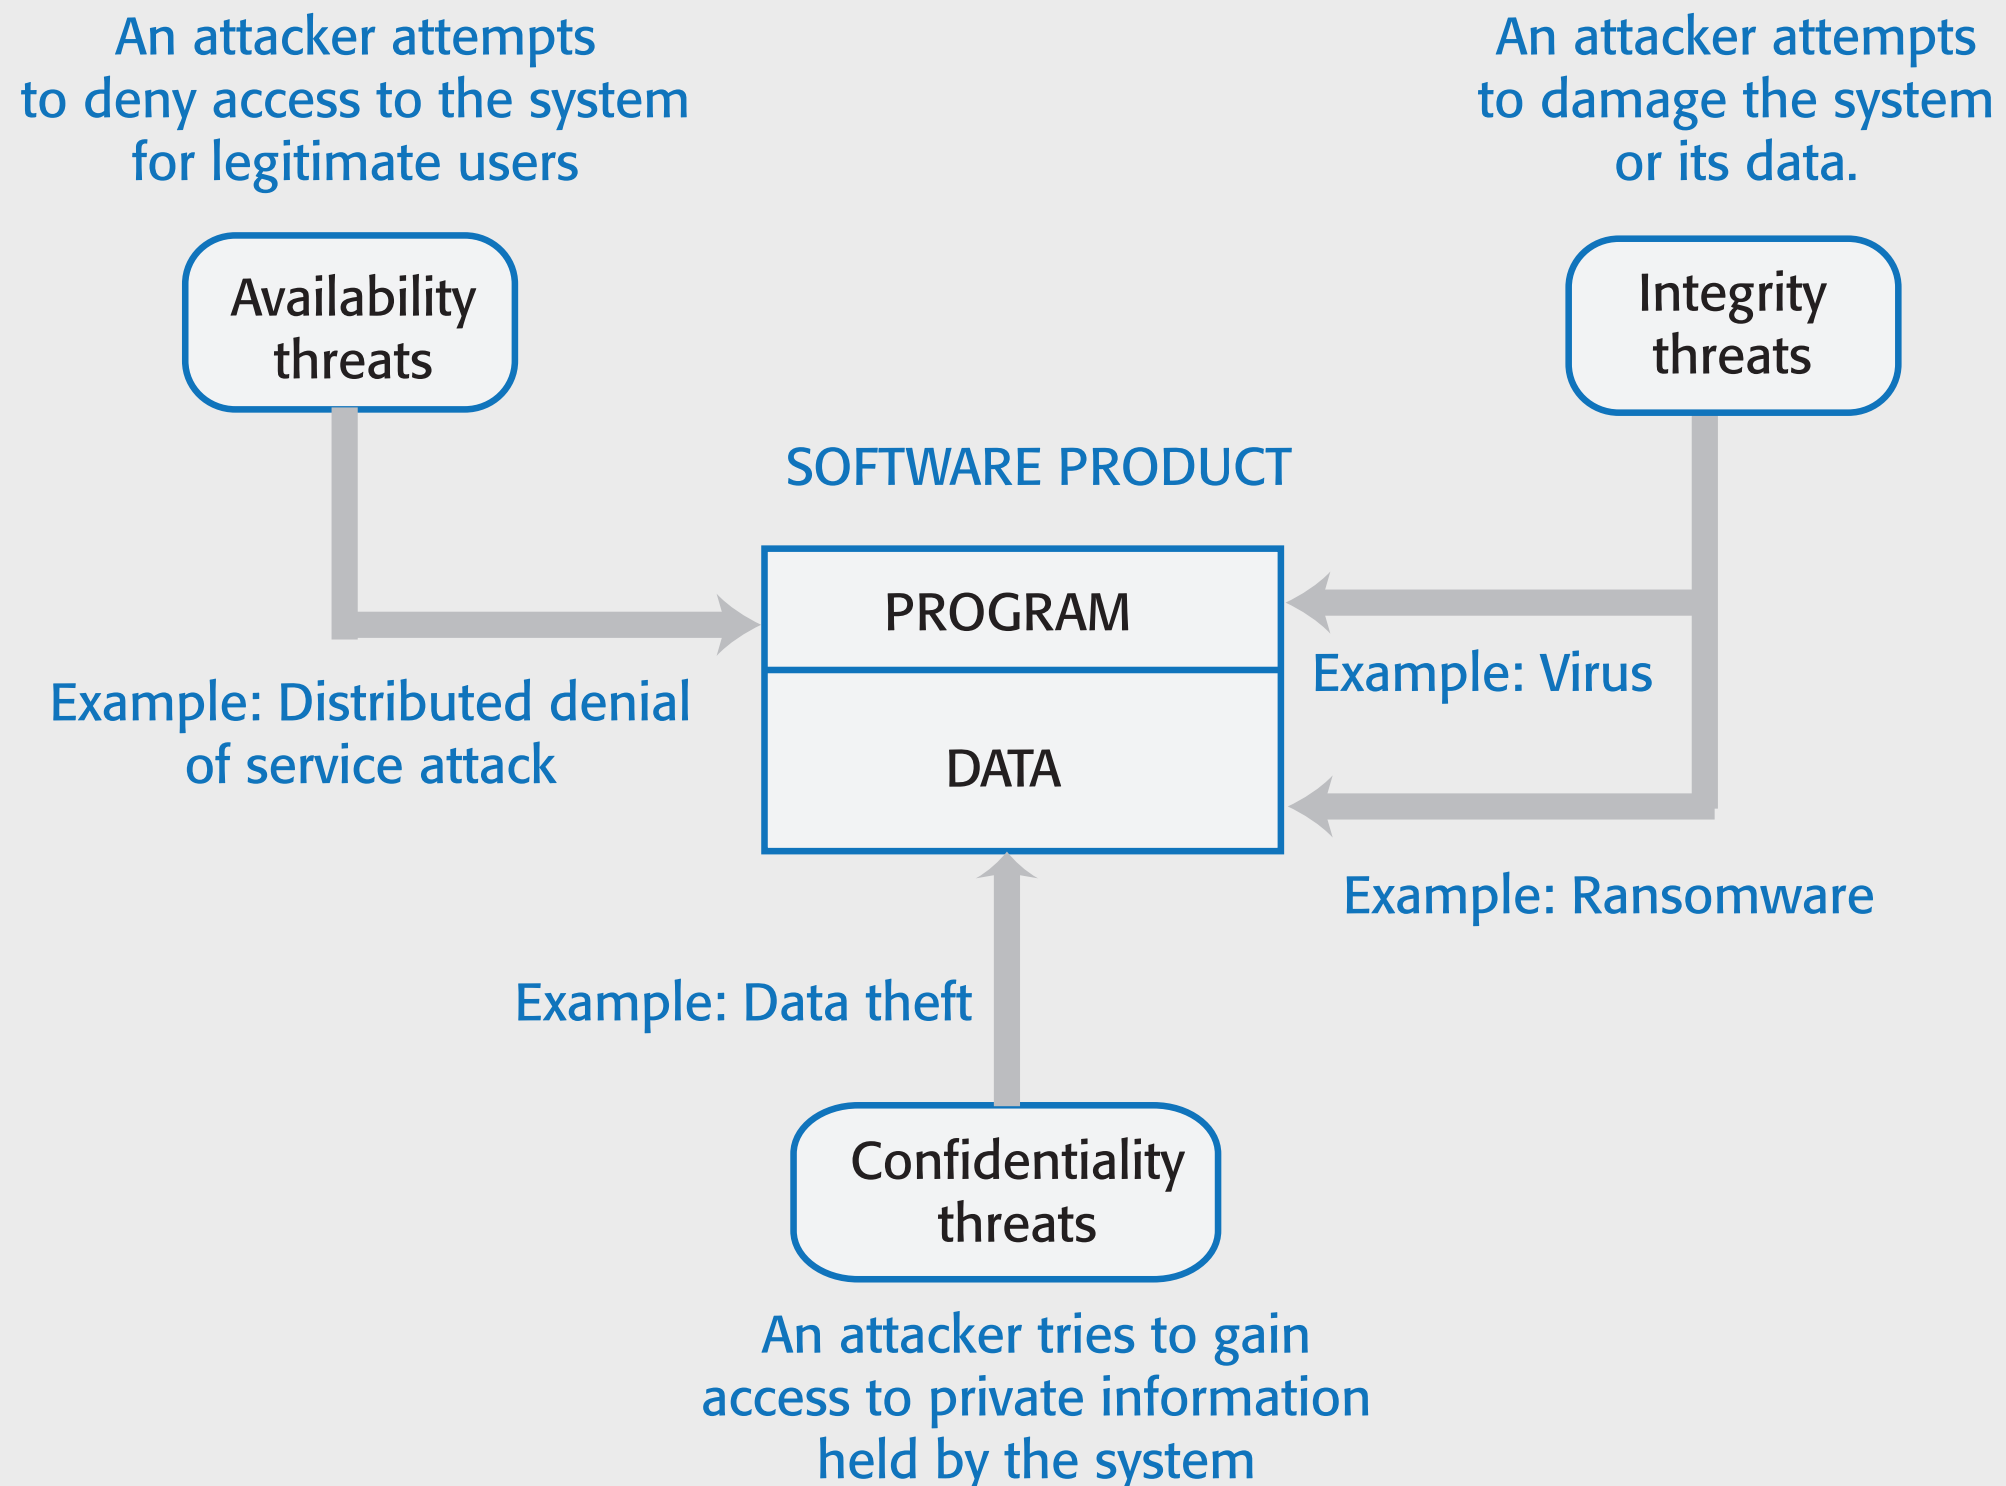 An attacker attempts
to deny access to the system
for legitimate users
An attacker attempts
to damage the system
or its data.
Availability
threats
Integrity
threats
SOFTWARE PRODUCT
PROGRAM
DATA
Example: Distributed denial
of service attack
Example: Virus
Example: Ransomware
Example: Data theft
Confidentiality
threats
An attacker tries to gain
access to private information
held by the system